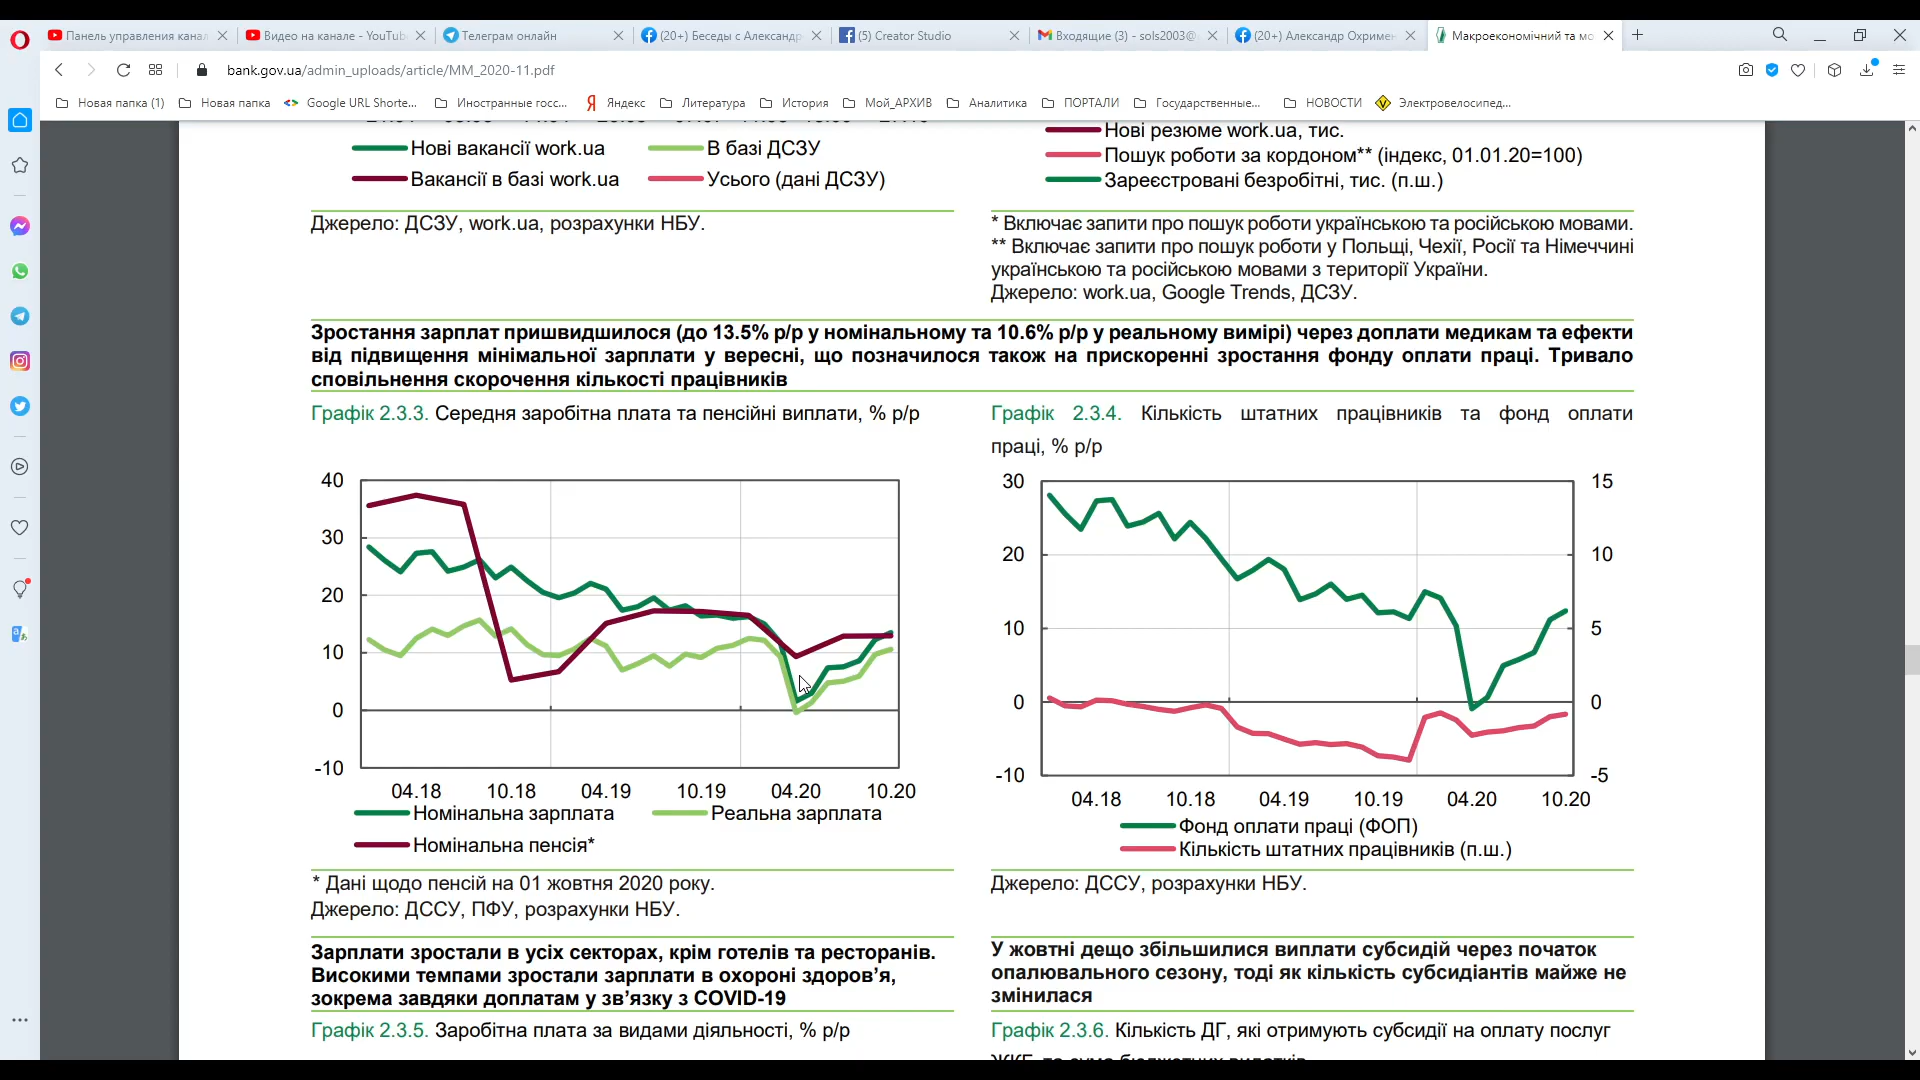 Панель управления канал
Видео на канале - YouTube
Телеграм онлайн
(20+) Беседы с Александр
(5) Creator Studio
Входящие (3) - sols2003@
(20+) Александр Охримен
Макроекономічний та мо
bank.gov.ua/admin_uploads/article/MM_2020-11.pdf
Новая папка (1)
Новая папка
Google URL Shorte...
Иностранные госс...
Яндекс
Литература
История
Мой_АРХИВ
Аналитика
ПОРТАЛИ
Государственные...
НОВОСТИ
Электровелосипед...
Нові вакансії work.ua
В базі ДСЗУ
Вакансії в базі work.ua
Усього (дані ДСЗУ)
Нові резюме work.ua, тис.
Пошук роботи за кордоном** (індекс, 01.01.20=100)
Зареєстровані безробітні, тис. (п.ш.)
Джерело: ДСЗУ, work.ua, розрахунки НБУ.
* Включає запити про пошук роботи українською та російською мовами.
** Включає запити про пошук роботи у Польщі, Чехії, Росії та Німеччині
українською та російською мовами з території України.
Джерело: work.ua, Google Trends, ДСЗУ.
Зростання зарплат пришвидшилося (до 13.5% р/р у номінальному та 10.6% р/р у реальному вимірі) через доплати медикам та ефекти
від підвищення мінімальної зарплати у вересні, що позначилося також на прискоренні зростання фонду оплати праці. Тривало
сповільнення скорочення кількості працівників
Графік 2.3.3. Середня заробітна плата та пенсійні виплати, % р/р
40
30
20
10
0
-10
04.18 10.18 04.19 10.19 04.20 10.20
Номінальна зарплата
Реальна зарплата
Номінальна пенсія*
* Дані щодо пенсій на 01 жовтня 2020 року.
Джерело: ДССУ, ПФУ, розрахунки НБУ.
Графік 2.3.4. Кількість штатних працівників та фонд оплати
праці, % р/р
30
20
10
0
-10
15
10
5
0
-5
04.18 10.18 04.19 10.19 04.20 10.20
Фонд оплати праці (ФОП)
Кількість штатних працівників (п.ш.)
Джерело: ДССУ, розрахунки НБУ.
Зарплати зростали в усіх секторах, крім готелів та ресторанів.
Високими темпами зростали зарплати в охороні здоров’я,
зокрема завдяки доплатам у зв’язку з COVID-19
Графік 2.3.5. Заробітна плата за видами діяльності, % р/р
У жовтні дещо збільшилися виплати субсидій через початок
опалювального сезону, тоді як кількість субсидіантів майже не
змінилася
Графік 2.3.6. Кількість ДГ, які отримують субсидії на оплату послуг